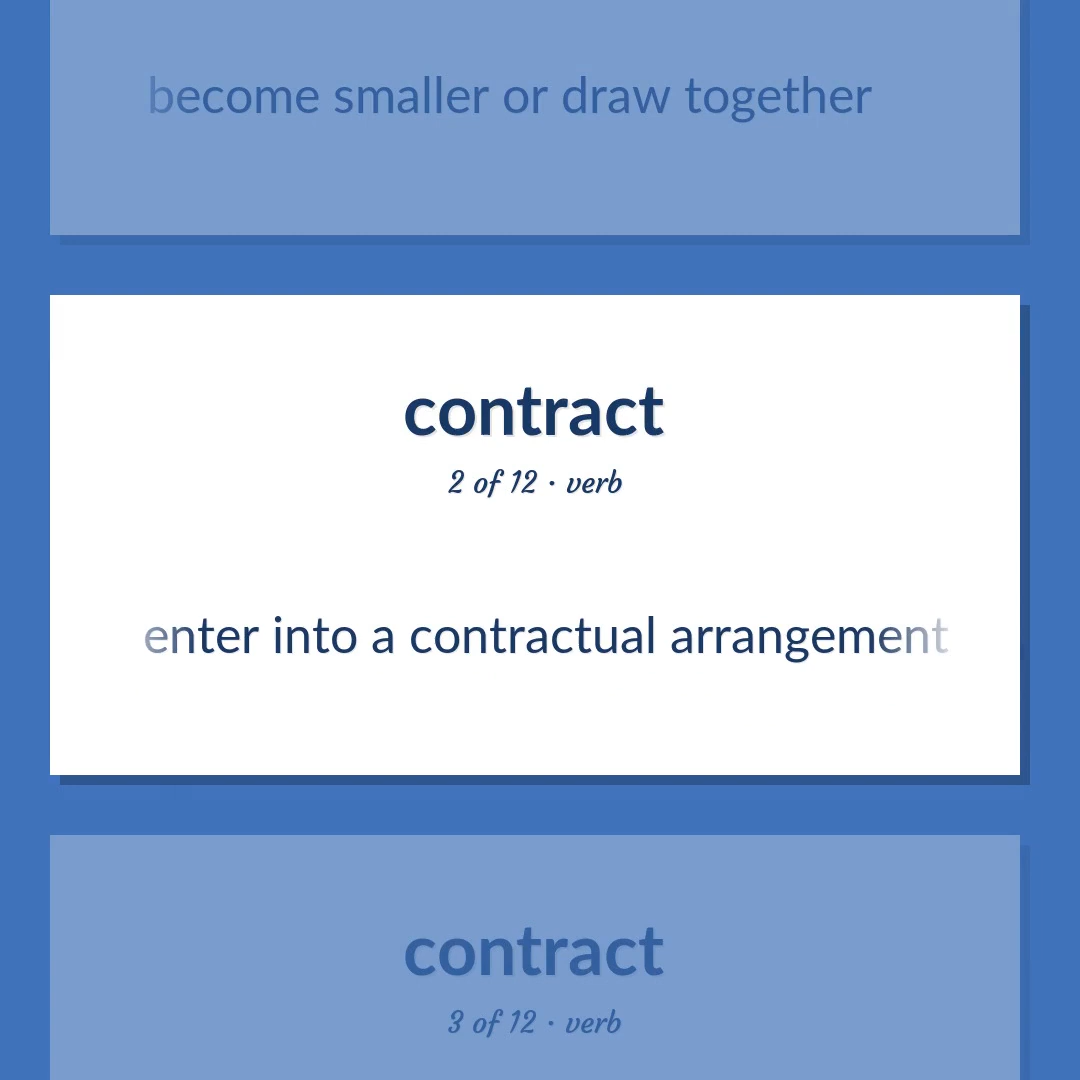 become smaller or draw together
contract
2 of 12 · verb
enter into a contractual arrangement
contract
3 of 12 · verb